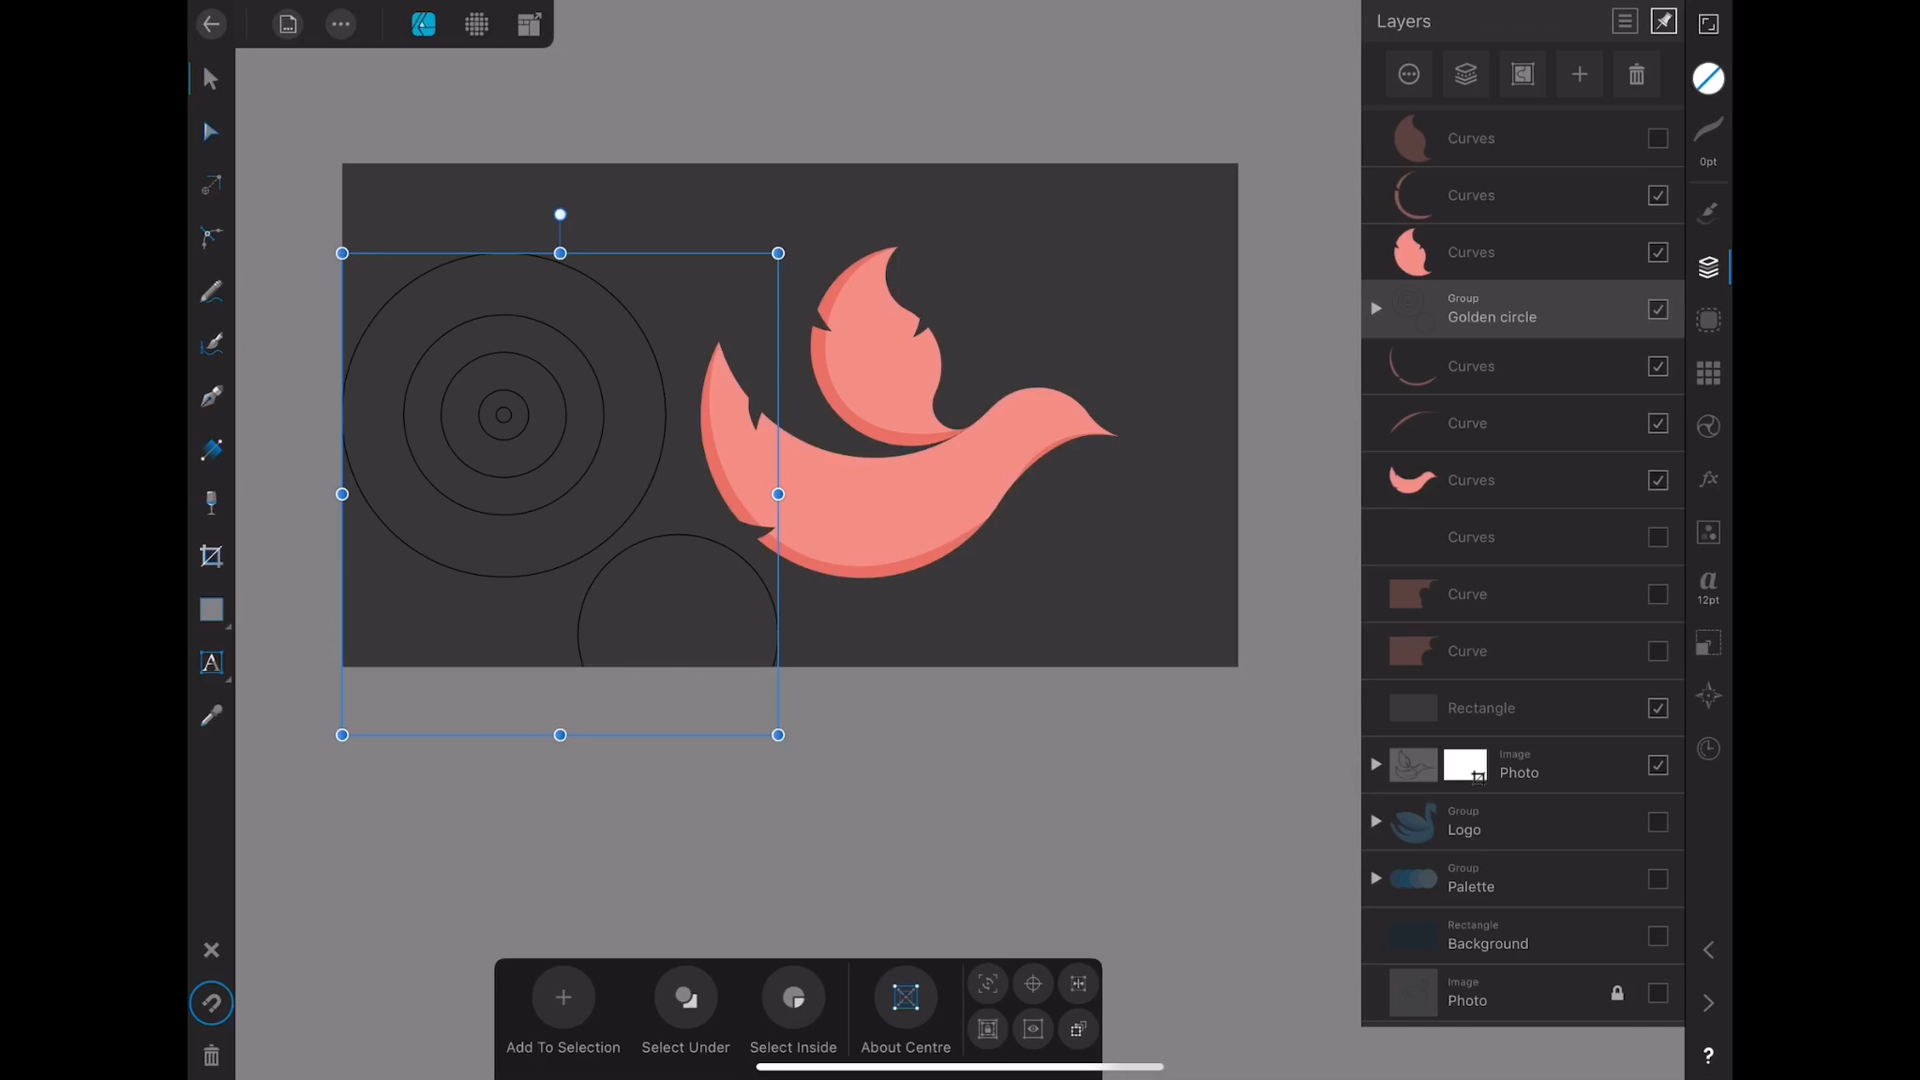 Layers
Curves
Curves
Curves
Group
Golden circle
Curves
Curve
Curves
Curves
Curve
Curve
Rectangle
Image
Photo
Group
Logo
Group
Palette
Rectangle
Background
Image
Photo
0pt
a
12pt
A
Add To Selection
Select Under
Select Inside
About Centre
?